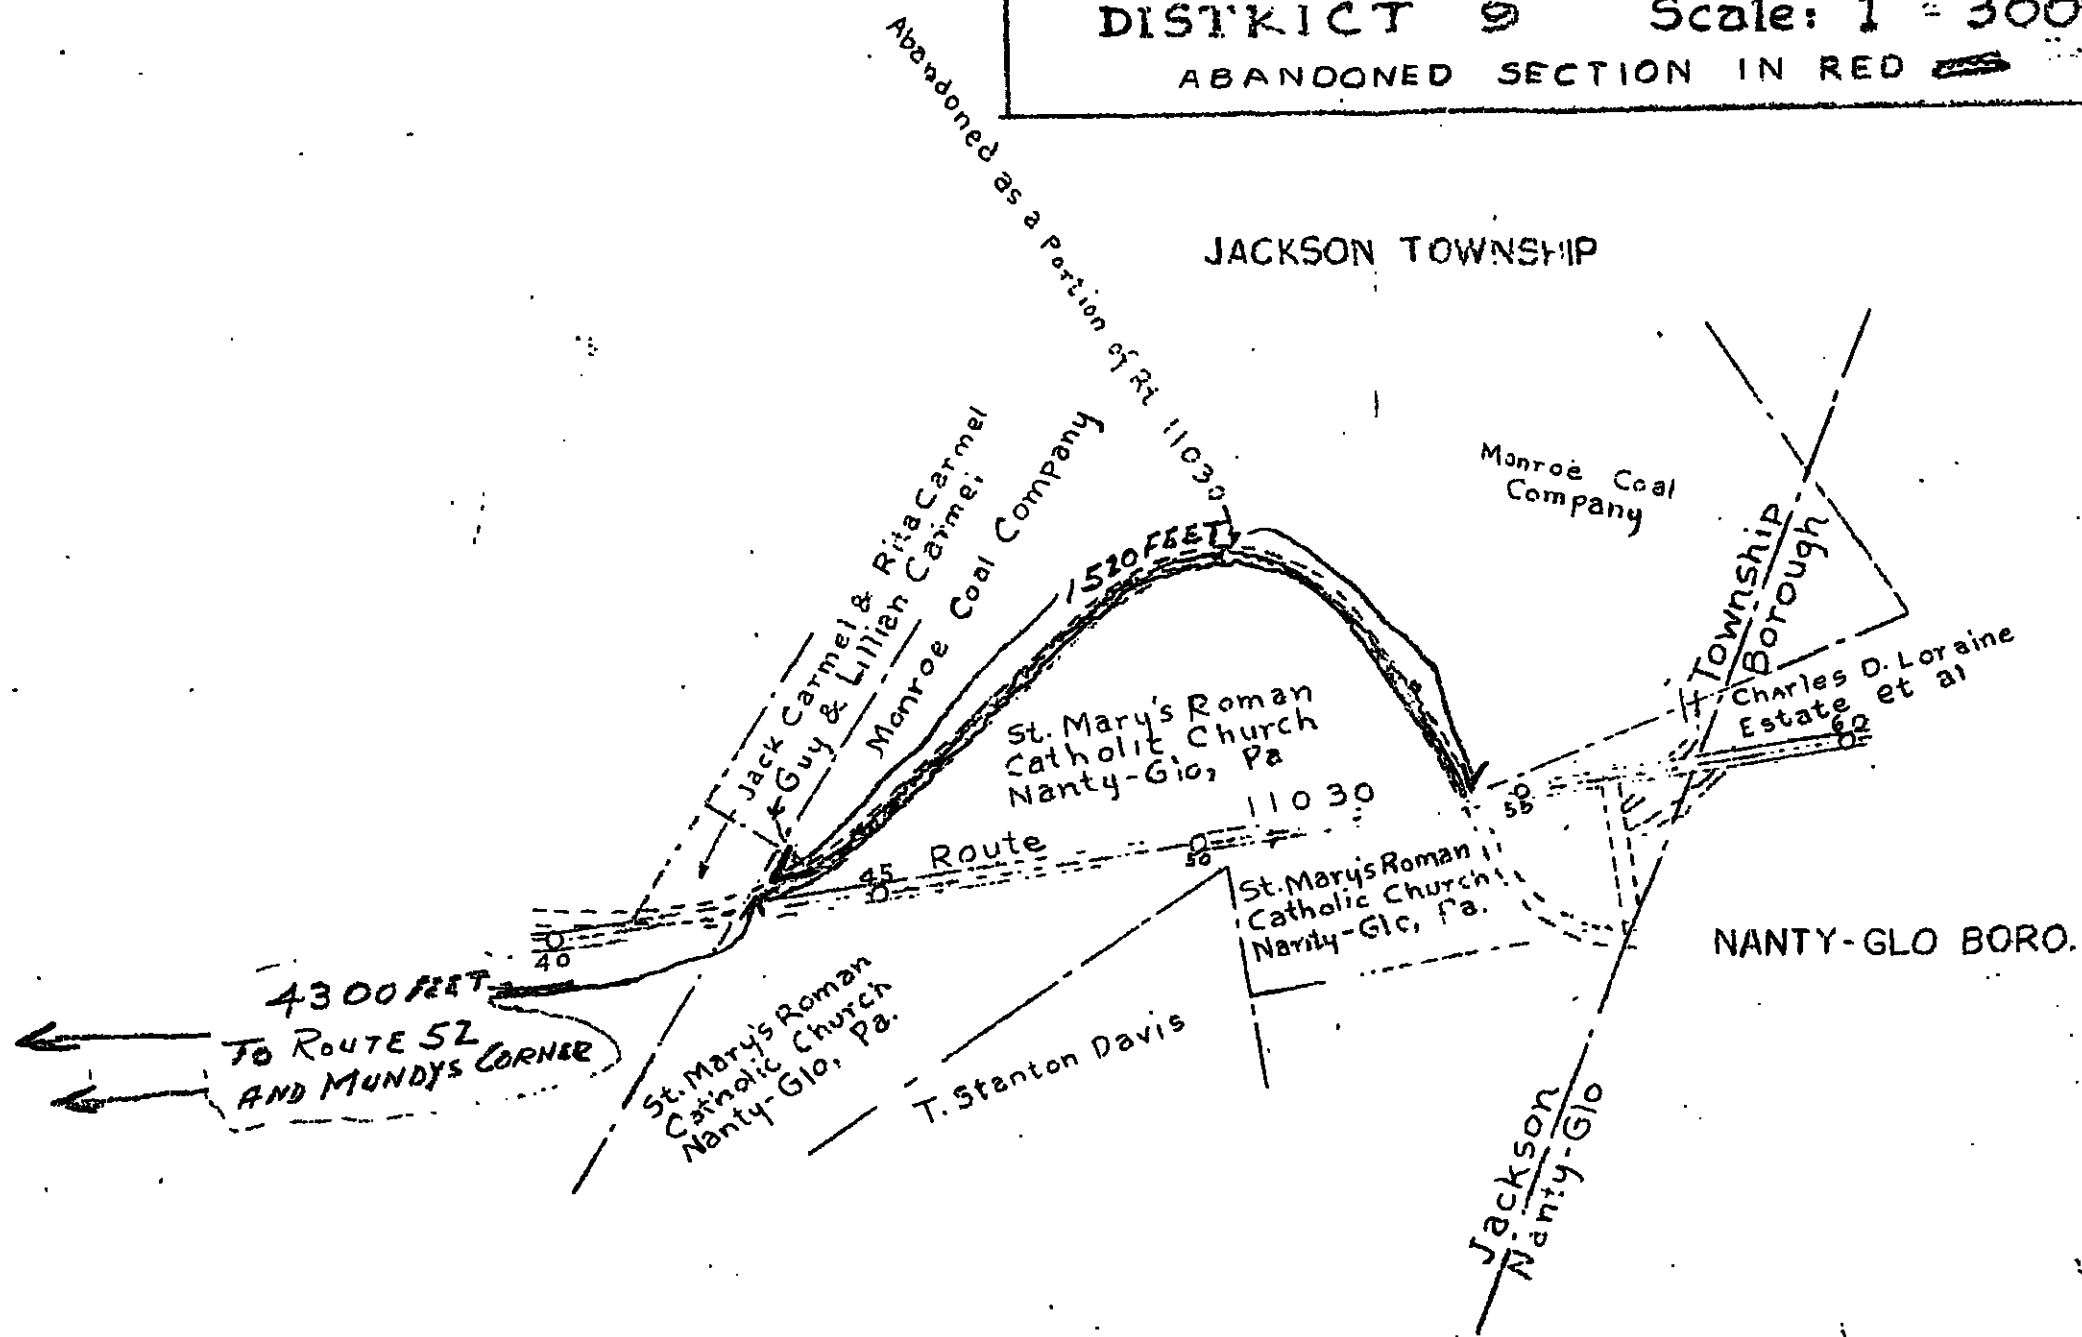 DISTRICT 9 Scale: 1" = 300
ABANDONED SECTION IN RED
Abandoned as a Portion of Rt 11030
JACKSON TOWNSHIP
Monroe Coal
Company
Jack Carmel & Rita Carmel
Guy & Lillian Carmel
Monroe Coal Company
1520 FEET
Township
Borough
Charles D. Loraine
Estate et al
St. Mary's Roman
Catholic Church
Nanty-Glo, Pa
Route 11030
40
45
50
55
60
St. Mary's Roman
Catholic Church
Nanty-Glo, Pa.
NANTY-GLO BORO.
4300 FEET
TO ROUTE 52
AND MUNDYS CORNER
St. Mary's Roman
Catholic Church
Nanty-Glo, Pa.
T. Stanton Davis
Jackson
Nanty-Glo